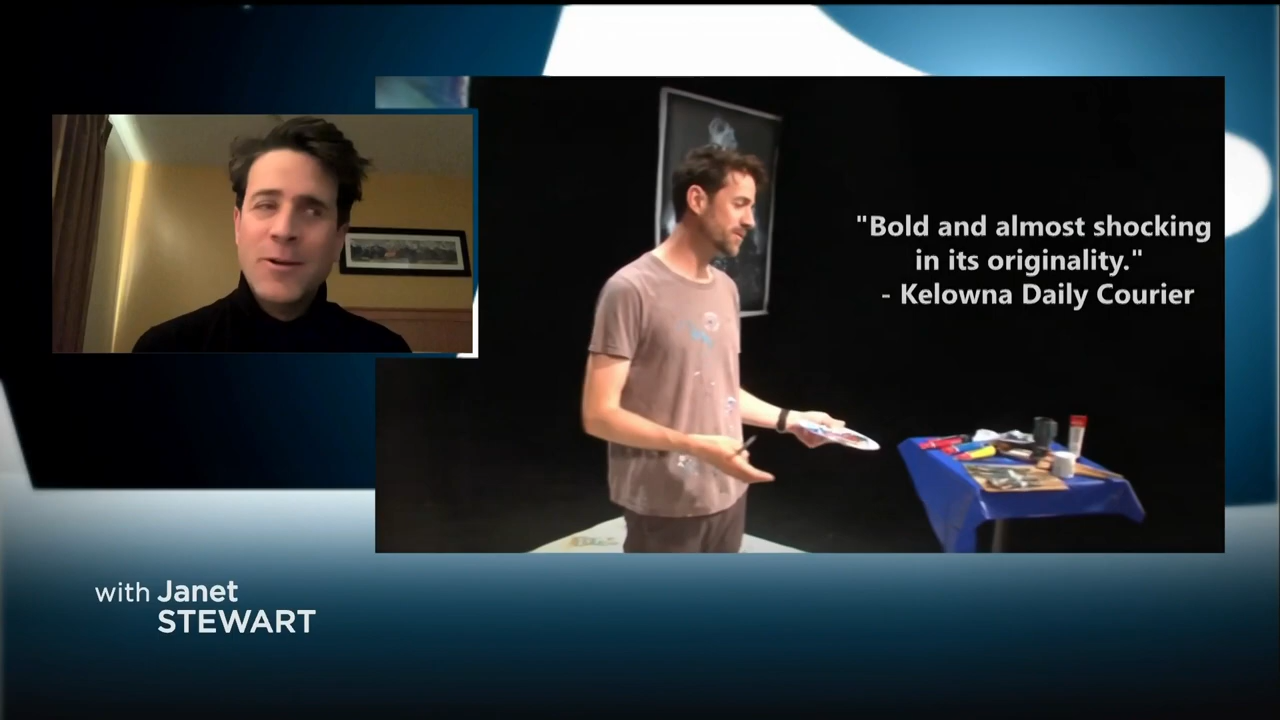 "Bold and almost shocking
in its originality."
- Kelowna Daily Courier
with Janet
STEWART